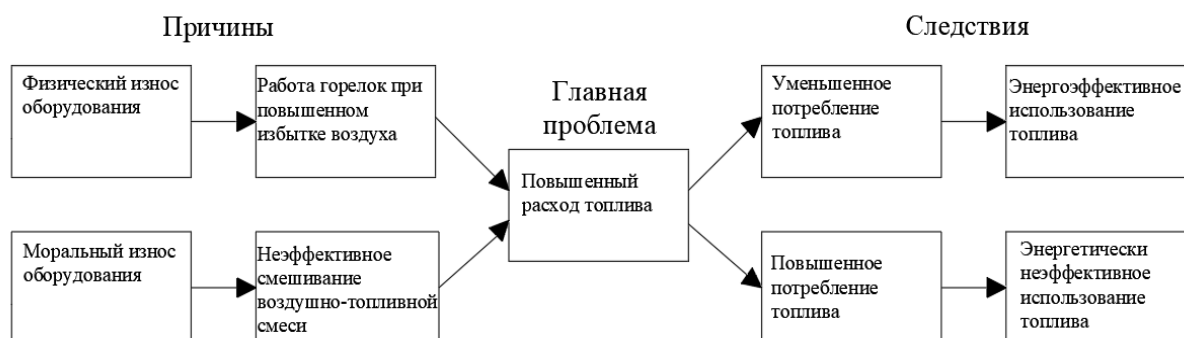 Причины
Следствия
Физический износ
оборудования
Работа горелок при
повышенном
избытке воздуха
Главная
проблема
Уменьшенное
потребление
топлива
Энергоэффективное
использование
топлива
Повышенный
расход топлива
Моральный износ
оборудования
Неэффективное
смешивание
воздушно-топливной
смеси
Повышенное
потребление
топлива
Энергетически
неэффективное
использование
топлива